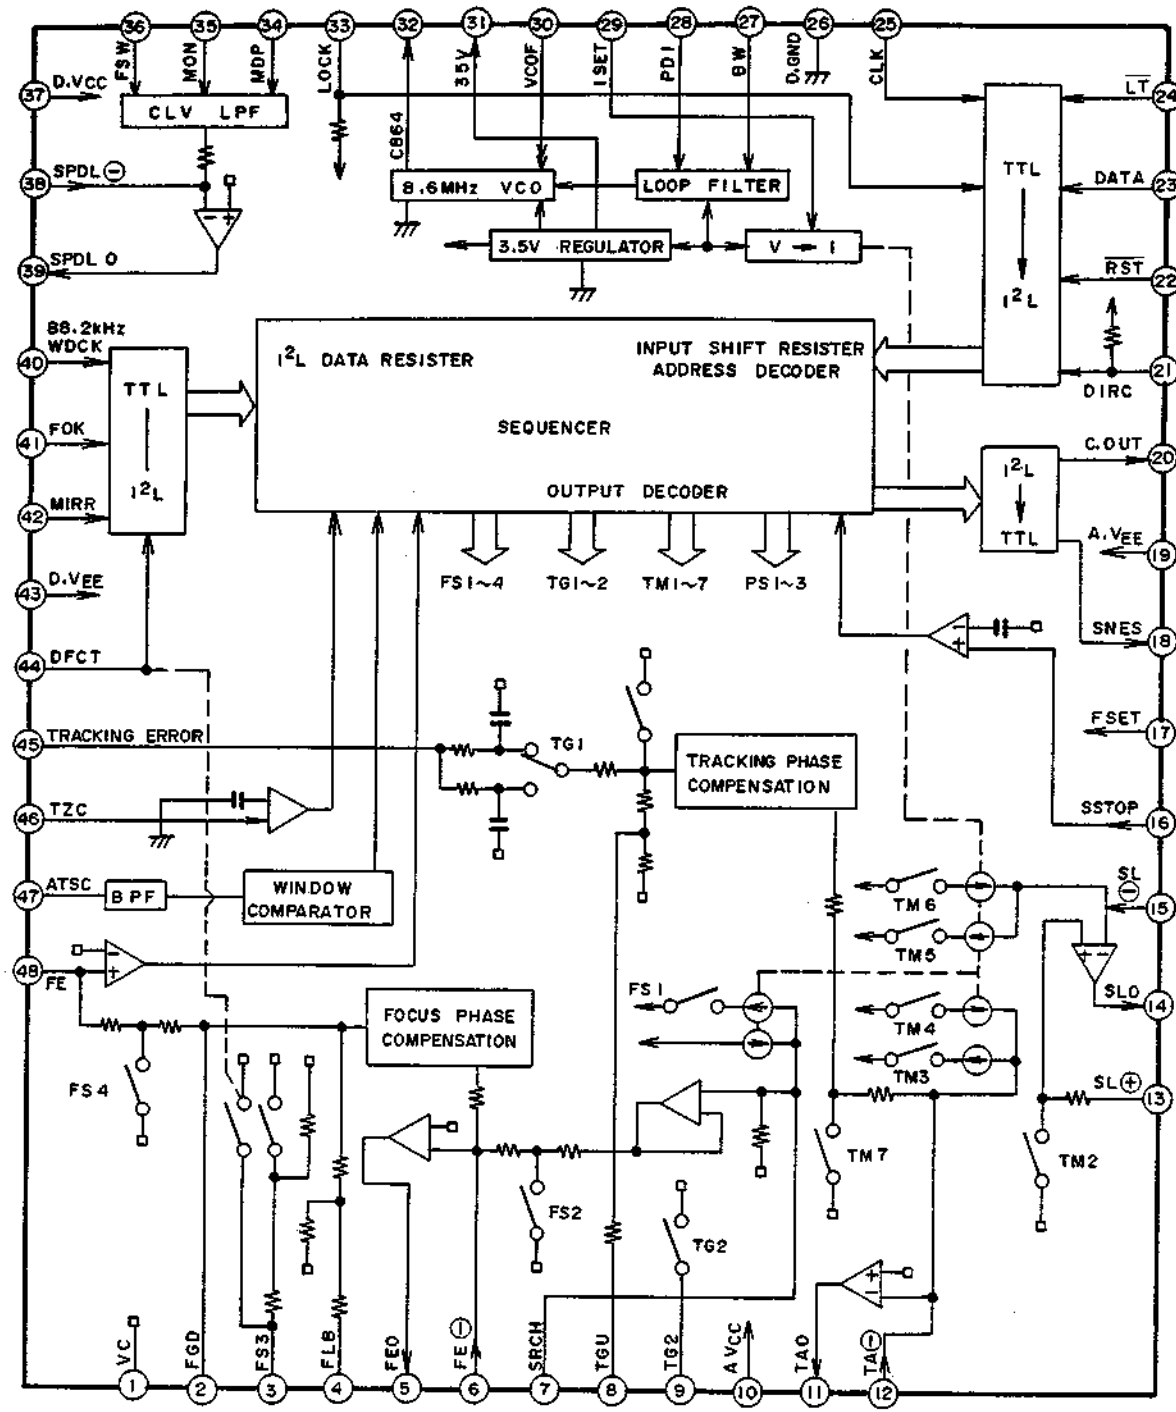 36 35 34 33 32 31 30 29 28 27 26 25
FSW MON MDP LOCK C864 3.5V VCOF ISET PDI BW D.GND CLK
37 D.VCC
CLV LPF
LT 24
38 SPDL ⊖
8.6MHz VCO
LOOP FILTER
TTL
DATA 23
− +
3.5V REGULATOR
V → I
39 SPDL O
RST 22
I²L
88.2kHz
40 WDCK
TTL
I²L
I²L DATA RESISTER
INPUT SHIFT RESISTER
ADDRESS DECODER
DIRC 21
41 FOK
SEQUENCER
C.OUT 20
I²L
TTL
42 MIRR
OUTPUT DECODER
A.VEE 19
FS1~4 TG1~2 TM1~7 PS1~3
43 D.VEE
− +
SNES 18
44 DFCT
FSET 17
45 TRACKING ERROR
TG1
TRACKING PHASE
COMPENSATION
46 TZC
SSTOP 16
47 ATSC
BPF
WINDOW
COMPARATOR
TM6
TM5
SL
⊖ 15
48 FE
− +
+ −
SLO 14
FOCUS PHASE
COMPENSATION
FS1
TM4
TM3
FS4
SL ⊕ 13
TM7
TM2
FS2
TG2
+ −
VC FGD FS3 FLB FEO FE ⊖ SRCH TGU TG2 AVCC TAO TA ⊖
1 2 3 4 5 6 7 8 9 10 11 12